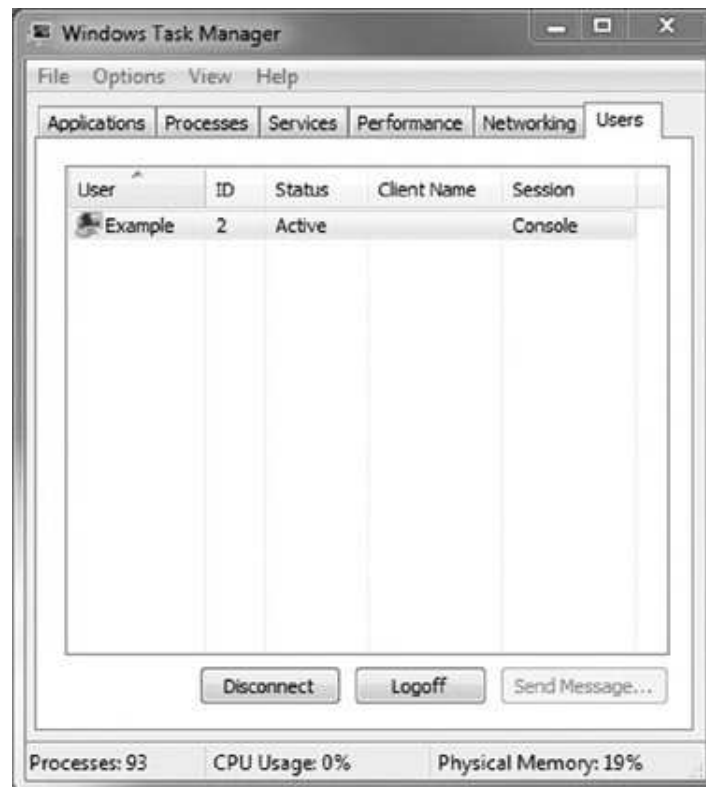 Windows Task Manager
File Options View Help
Applications Processes Services Performance Networking Users
User ID Status Client Name Session
Example 2 Active Console
Disconnect Logoff Send Message...
Processes: 93 CPU Usage: 0% Physical Memory: 19%